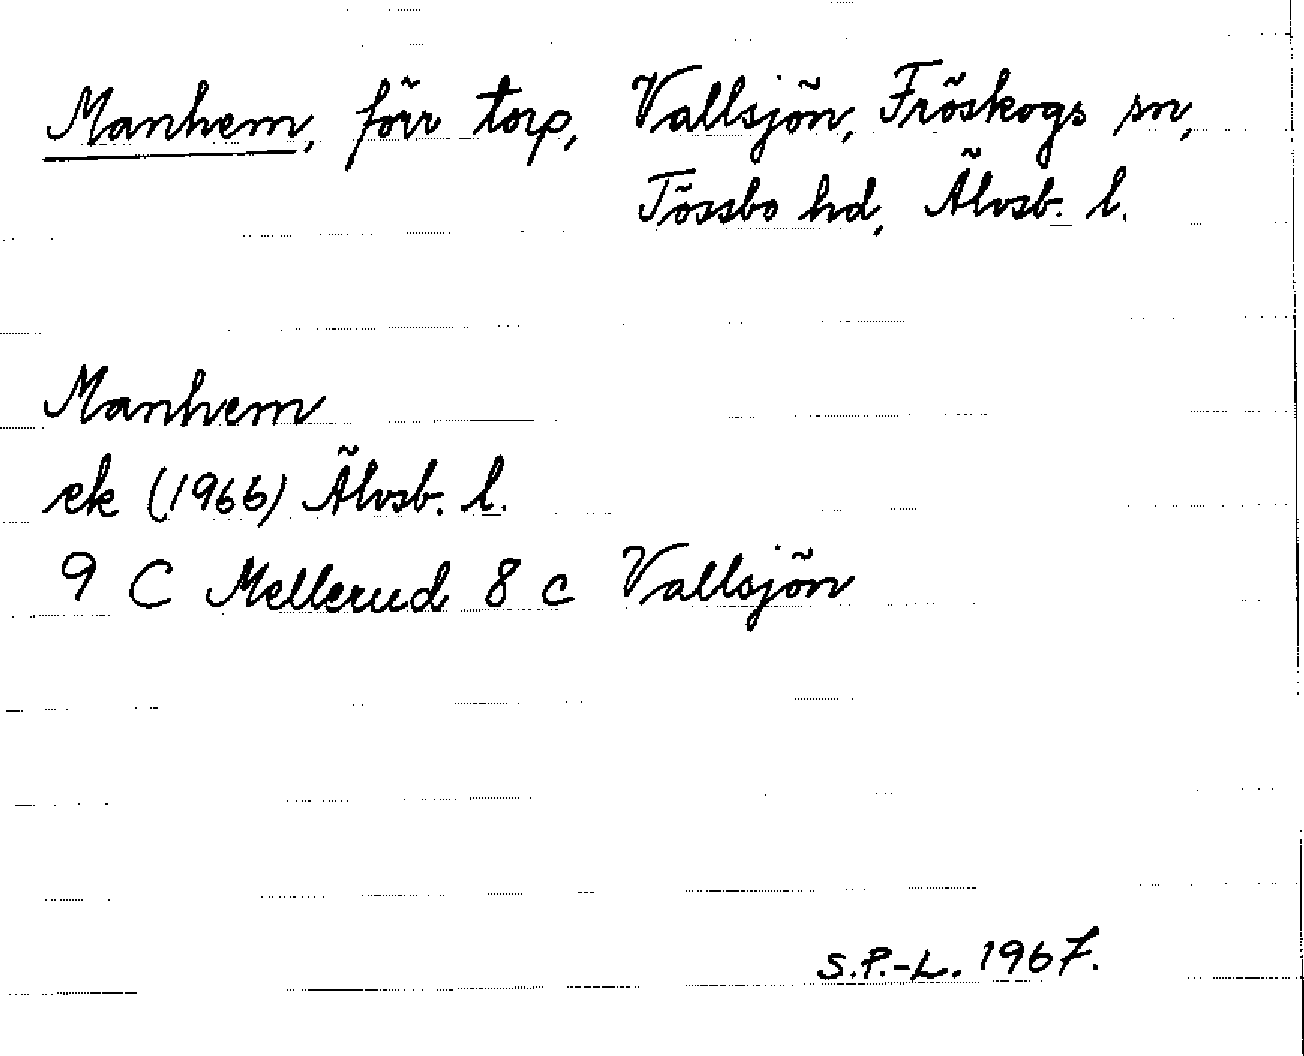 Manhem, förr torp, Vallsjön, Fröskogs sn,
Tössbo hd, Älvsb. l.
Manhem
ek (1966) Älvsb. l.
9 C Mellerud 8 c Vallsjön
S.P.-L. 1967.